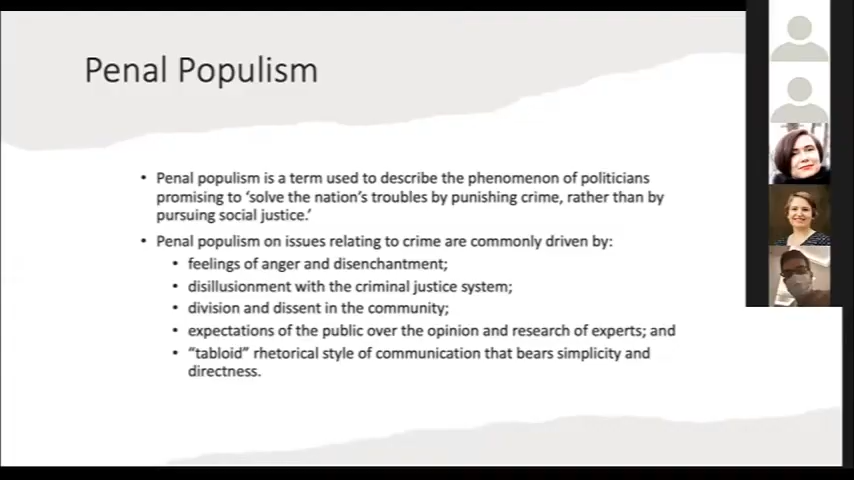 Penal Populism
• Penal populism is a term used to describe the phenomenon of politicians
promising to ‘solve the nation’s troubles by punishing crime, rather than by
pursuing social justice.’
• Penal populism on issues relating to crime are commonly driven by:
• feelings of anger and disenchantment;
• disillusionment with the criminal justice system;
• division and dissent in the community;
• expectations of the public over the opinion and research of experts; and
• “tabloid” rhetorical style of communication that bears simplicity and
directness.